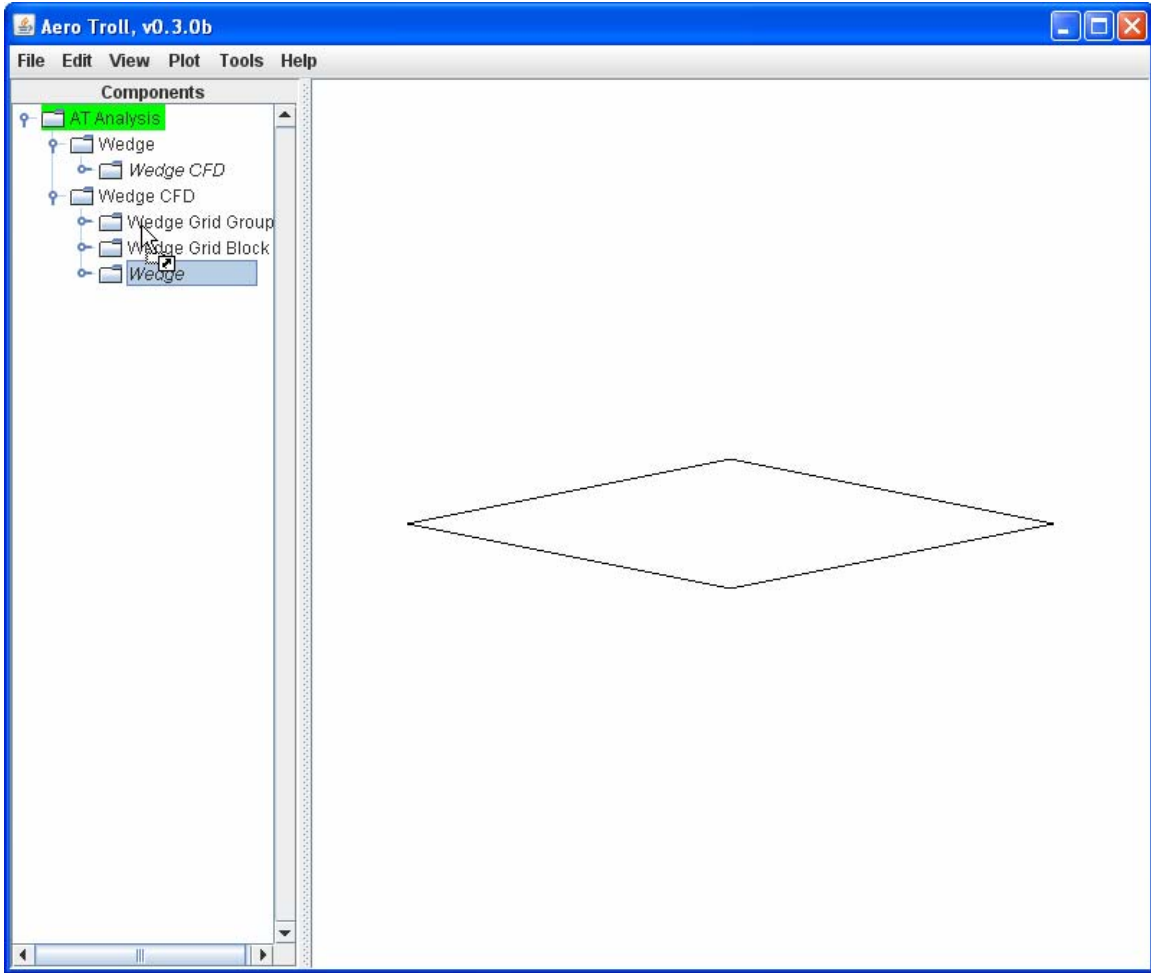 Aero Troll, v0.3.0b
File Edit View Plot Tools Help
Components
AT Analysis
Wedge
Wedge CFD
Wedge CFD
Wedge Grid Group
Wedge Grid Block
Wedge